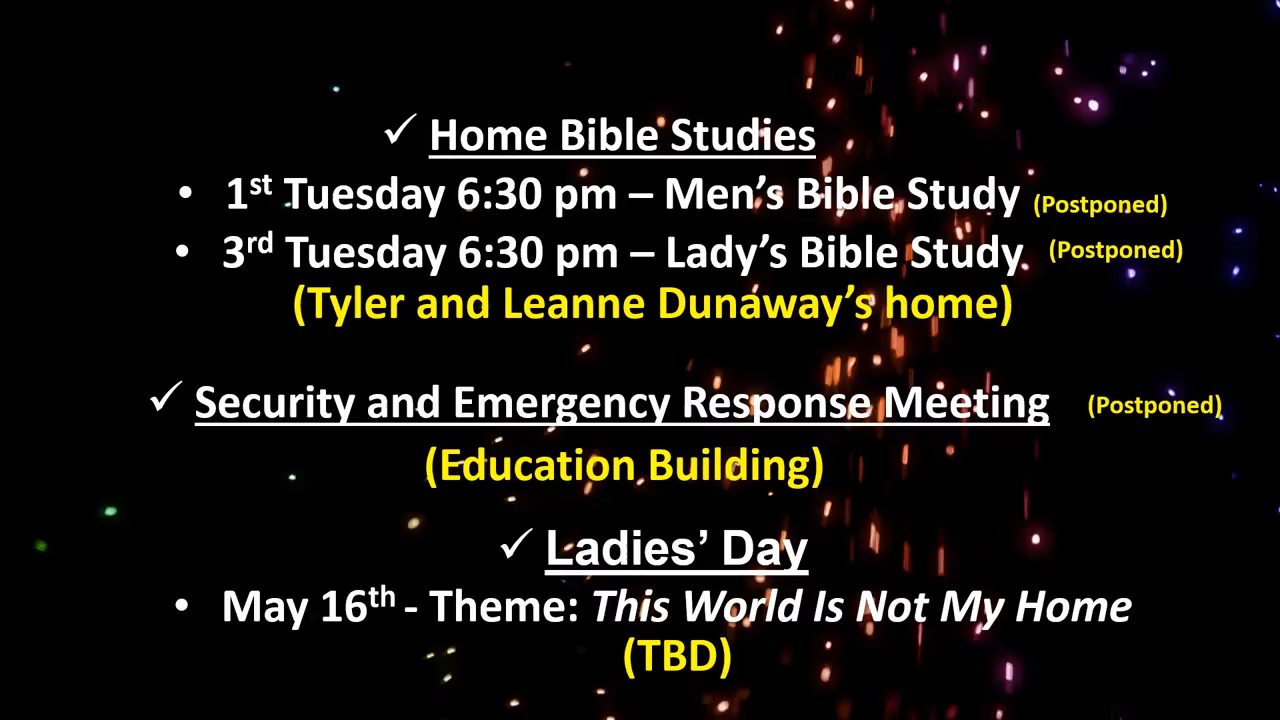 ✓ Home Bible Studies
• 1st Tuesday 6:30 pm – Men’s Bible Study (Postponed)
• 3rd Tuesday 6:30 pm – Lady’s Bible Study (Postponed)
(Tyler and Leanne Dunaway’s home)
✓ Security and Emergency Response Meeting (Postponed)
(Education Building)
✓ Ladies’ Day
• May 16th - Theme: This World Is Not My Home
(TBD)